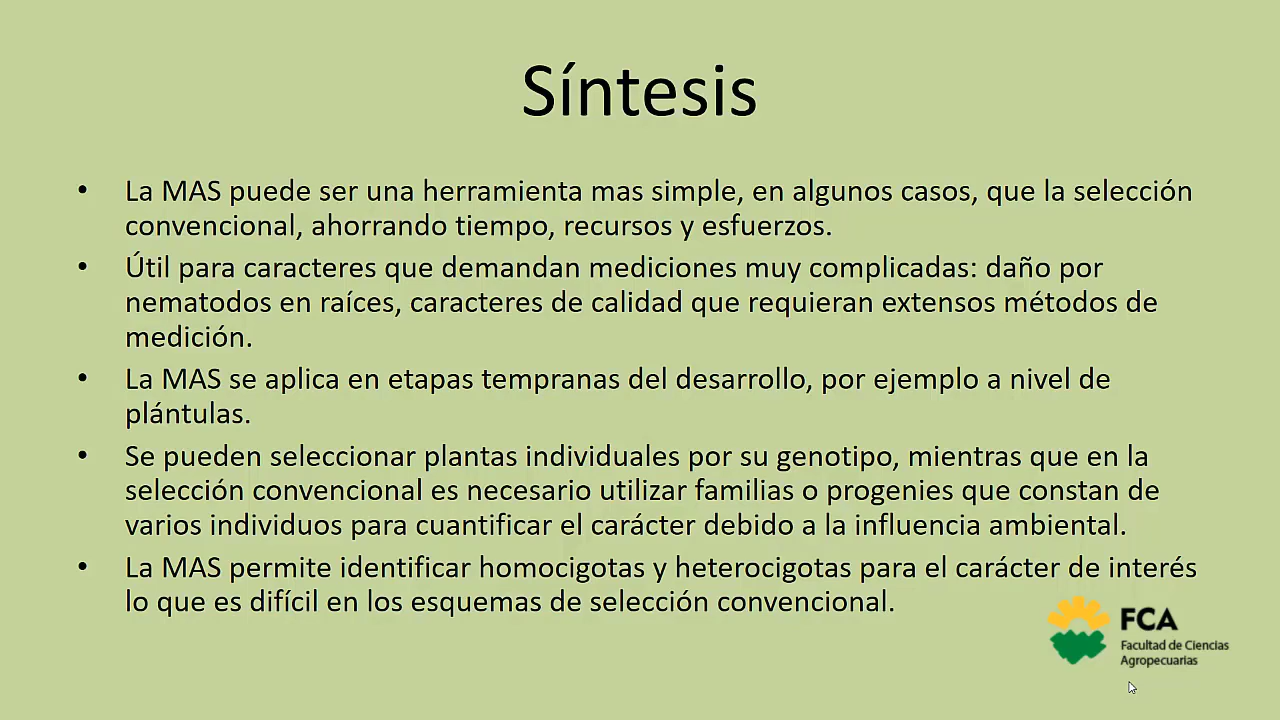 Síntesis
• La MAS puede ser una herramienta mas simple, en algunos casos, que la selección
convencional, ahorrando tiempo, recursos y esfuerzos.
• Útil para caracteres que demandan mediciones muy complicadas: daño por
nematodos en raíces, caracteres de calidad que requieran extensos métodos de
medición.
• La MAS se aplica en etapas tempranas del desarrollo, por ejemplo a nivel de
plántulas.
• Se pueden seleccionar plantas individuales por su genotipo, mientras que en la
selección convencional es necesario utilizar familias o progenies que constan de
varios individuos para cuantificar el carácter debido a la influencia ambiental.
• La MAS permite identificar homocigotas y heterocigotas para el carácter de interés
lo que es difícil en los esquemas de selección convencional.
FCA
Facultad de Ciencias
Agropecuarias